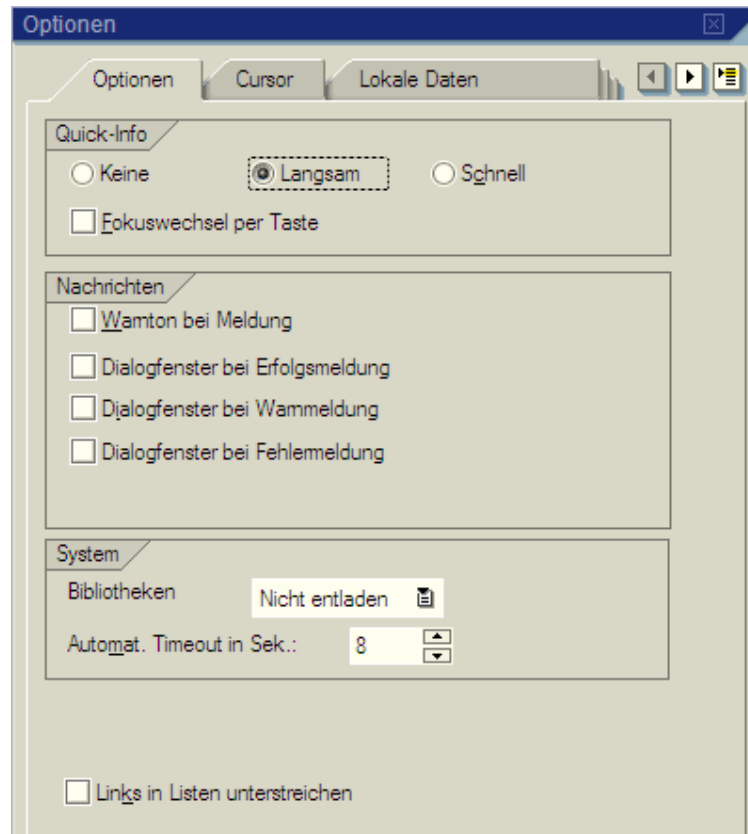 Optionen
Optionen Cursor Lokale Daten
Quick-Info
Keine Langsam Schnell
Fokuswechsel per Taste
Nachrichten
Warnton bei Meldung
Dialogfenster bei Erfolgsmeldung
Dialogfenster bei Warnmeldung
Dialogfenster bei Fehlermeldung
System
Bibliotheken Nicht entladen
Automat. Timeout in Sek.: 8
Links in Listen unterstreichen